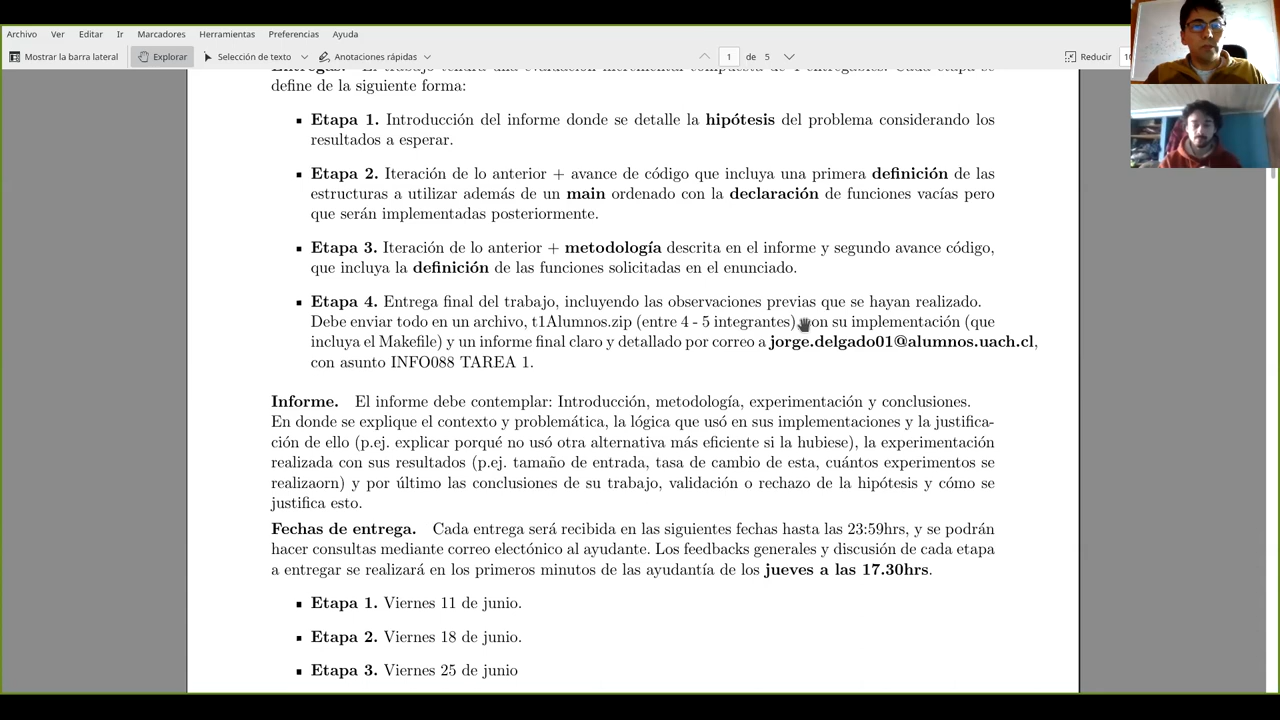 Archivo Ver Editar Ir Marcadores Herramientas Preferencias Ayuda
Mostrar la barra lateral Explorar Selección de texto Anotaciones rápidas 1 de 5 Reducir
Entregas. El trabajo tendrá una evaluación incremental compuesta de 4 entregables. Cada etapa se
define de la siguiente forma:
▪ Etapa 1. Introducción del informe donde se detalle la hipótesis del problema considerando los
resultados a esperar.
▪ Etapa 2. Iteración de lo anterior + avance de código que incluya una primera definición de las
estructuras a utilizar además de un main ordenado con la declaración de funciones vacías pero
que serán implementadas posteriormente.
▪ Etapa 3. Iteración de lo anterior + metodología descrita en el informe y segundo avance código,
que incluya la definición de las funciones solicitadas en el enunciado.
▪ Etapa 4. Entrega final del trabajo, incluyendo las observaciones previas que se hayan realizado.
Debe enviar todo en un archivo, t1Alumnos.zip (entre 4 - 5 integrantes) con su implementación (que
incluya el Makefile) y un informe final claro y detallado por correo a jorge.delgado01@alumnos.uach.cl,
con asunto INFO088 TAREA 1.
Informe. El informe debe contemplar: Introducción, metodología, experimentación y conclusiones.
En donde se explique el contexto y problemática, la lógica que usó en sus implementaciones y la justifica-
ción de ello (p.ej. explicar porqué no usó otra alternativa más eficiente si la hubiese), la experimentación
realizada con sus resultados (p.ej. tamaño de entrada, tasa de cambio de esta, cuántos experimentos se
realizaorn) y por último las conclusiones de su trabajo, validación o rechazo de la hipótesis y cómo se
justifica esto.
Fechas de entrega. Cada entrega será recibida en las siguientes fechas hasta las 23:59hrs, y se podrán
hacer consultas mediante correo electónico al ayudante. Los feedbacks generales y discusión de cada etapa
a entregar se realizará en los primeros minutos de las ayudantía de los jueves a las 17.30hrs.
▪ Etapa 1. Viernes 11 de junio.
▪ Etapa 2. Viernes 18 de junio.
▪ Etapa 3. Viernes 25 de junio